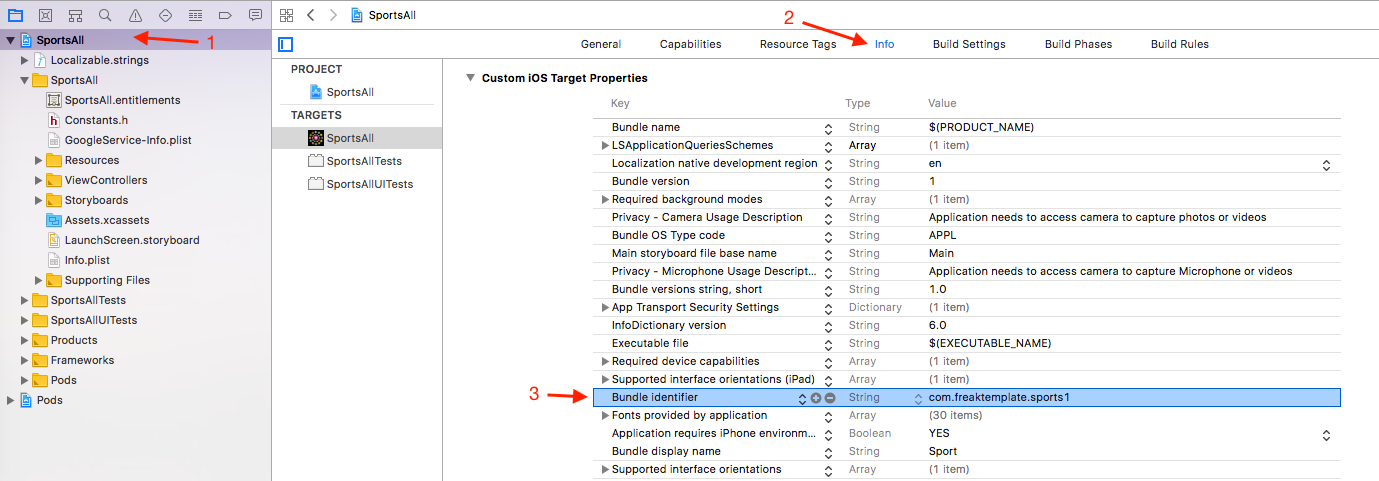 SportsAll
1
2
General Capabilities Resource Tags Info Build Settings Build Phases Build Rules
SportsAll
Localizable.strings
SportsAll
SportsAll.entitlements
Constants.h
GoogleService-Info.plist
Resources
ViewControllers
Storyboards
Assets.xcassets
LaunchScreen.storyboard
Info.plist
Supporting Files
SportsAllTests
SportsAllUITests
Products
Frameworks
Pods
Pods
PROJECT
SportsAll
TARGETS
SportsAll
SportsAllTests
SportsAllUITests
Custom iOS Target Properties
Key Type Value
Bundle name String $(PRODUCT_NAME)
LSApplicationQueriesSchemes Array (1 item)
Localization native development region String en
Bundle version String 1
Required background modes Array (1 item)
Privacy - Camera Usage Description String Application needs to access camera to capture photos or videos
Bundle OS Type code String APPL
Main storyboard file base name String Main
Privacy - Microphone Usage Descript... String Application needs to access camera to capture Microphone or videos
Bundle versions string, short String 1.0
App Transport Security Settings Dictionary (1 item)
InfoDictionary version String 6.0
Executable file String $(EXECUTABLE_NAME)
Required device capabilities Array (1 item)
Supported interface orientations (iPad) Array (1 item)
3 Bundle identifier String com.freaktemplate.sports1
Fonts provided by application Array (30 items)
Application requires iPhone environm... Boolean YES
Bundle display name String Sport
Supported interface orientations Array (1 item)